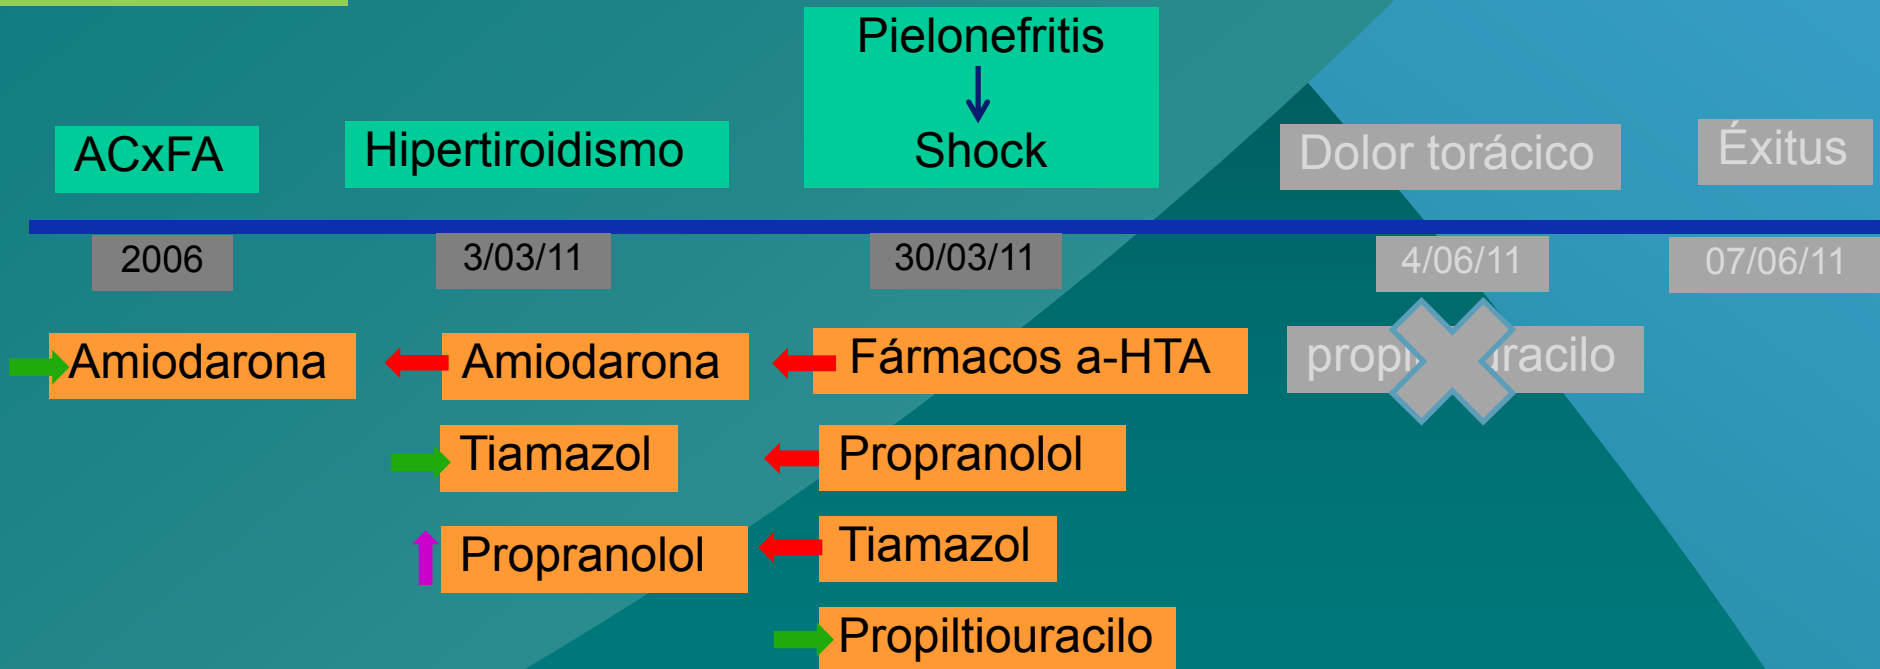 Pielonefritis
ACxFA
Hipertiroidismo
Shock
Dolor torácico
Éxitus
2006
3/03/11
30/03/11
4/06/11
07/06/11
Amiodarona
Amiodarona
Fármacos a-HTA
Tiamazol
Propranolol
Propranolol
Tiamazol
Propiltiouracilo